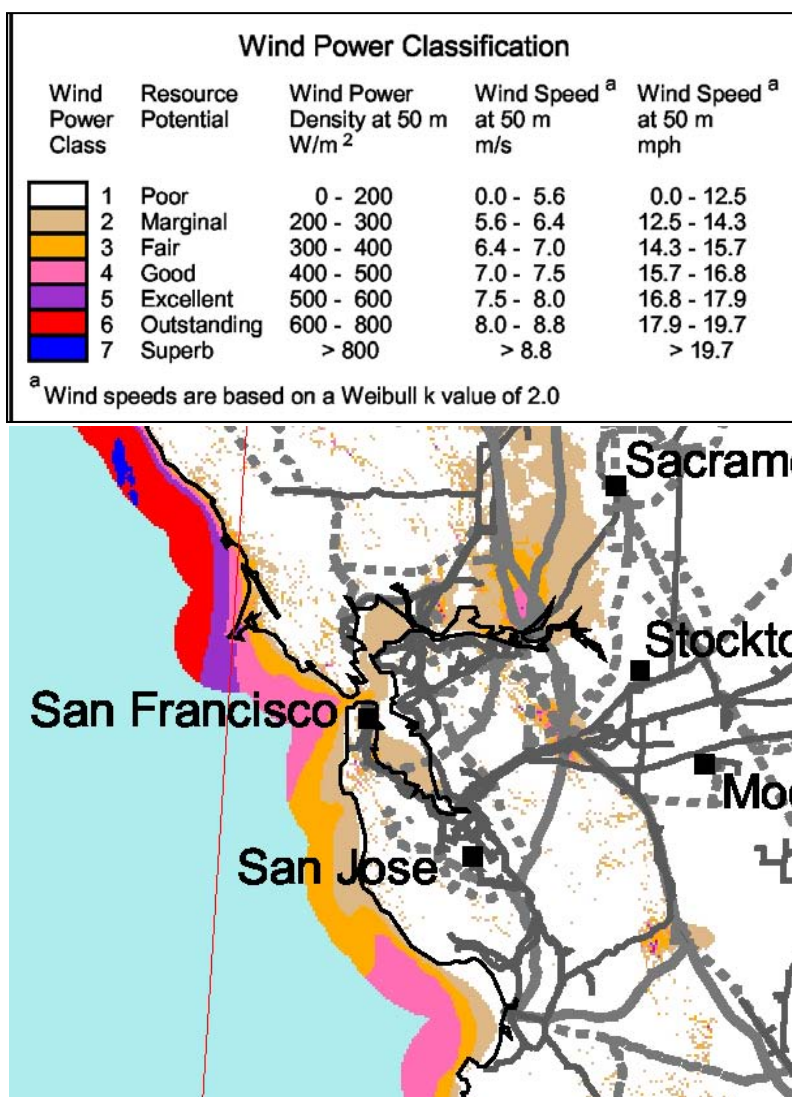 Wind Power Classification
Wind Power Class Resource Potential Wind Power Density at 50 m W/m² Wind Speed ᵃ at 50 m m/s Wind Speed ᵃ at 50 m mph
1 Poor 0 - 200 0.0 - 5.6 0.0 - 12.5
2 Marginal 200 - 300 5.6 - 6.4 12.5 - 14.3
3 Fair 300 - 400 6.4 - 7.0 14.3 - 15.7
4 Good 400 - 500 7.0 - 7.5 15.7 - 16.8
5 Excellent 500 - 600 7.5 - 8.0 16.8 - 17.9
6 Outstanding 600 - 800 8.0 - 8.8 17.9 - 19.7
7 Superb > 800 > 8.8 > 19.7
ᵃ Wind speeds are based on a Weibull k value of 2.0
Sacrame
Stockto
San Francisco
Mod
San Jose